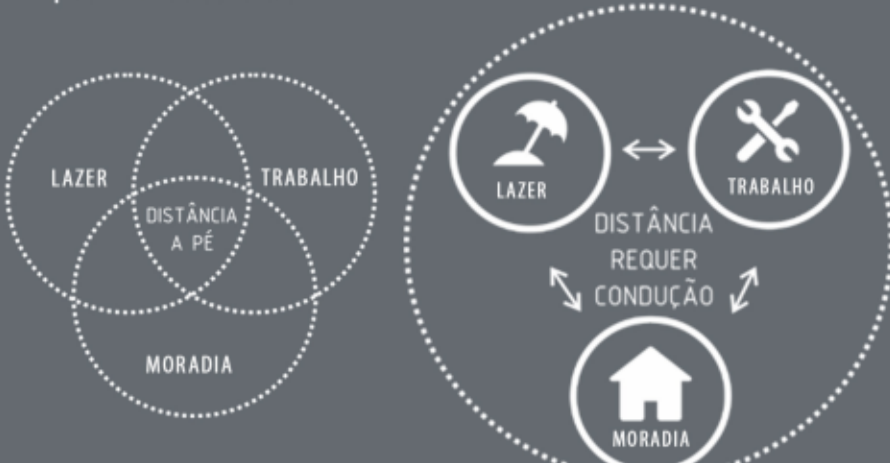 LAZER
TRABALHO
DISTÂNCIA
A PÉ
MORADIA
LAZER
TRABALHO
DISTÂNCIA
REQUER
CONDUÇÃO
MORADIA